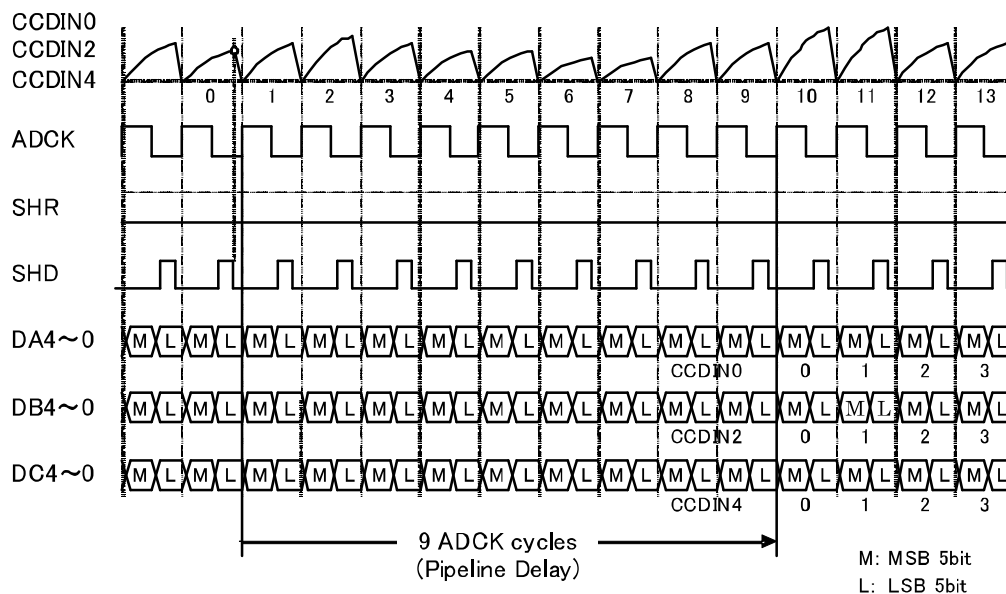 CCDIN0
CCDIN2
CCDIN4
0 1 2 3 4 5 6 7 8 9 10 11 12 13
ADCK
SHR
SHD
DA4～0 M L M L M L M L M L M L M L M L M L M L M L M L M L M L M L
CCDIN0 0 1 2 3
DB4～0 M L M L M L M L M L M L M L M L M L M L M L M L M L M L M L
CCDIN2 0 1 2 3
DC4～0 M L M L M L M L M L M L M L M L M L M L M L M L M L M L M L
CCDIN4 0 1 2 3
9 ADCK cycles
(Pipeline Delay)
M: MSB 5bit
L: LSB 5bit